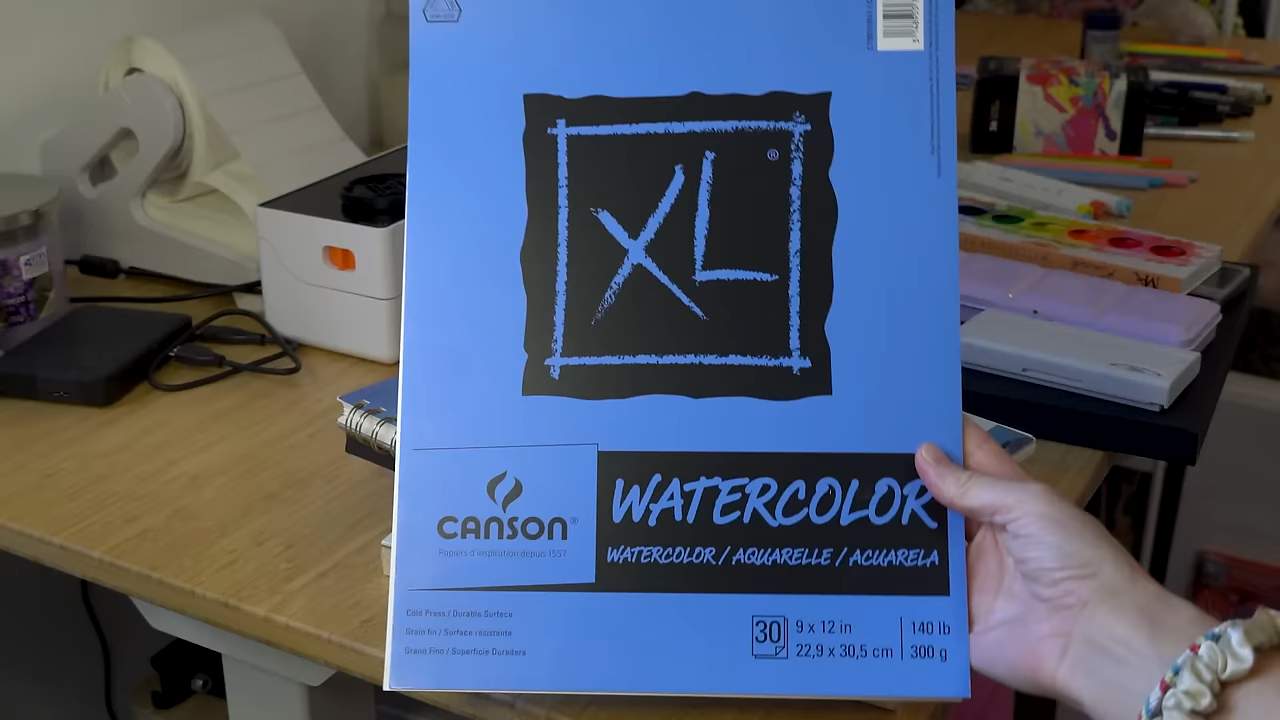 XL®
CANSON®
Papiers d'inspiration depuis 1557
WATERCOLOR
WATERCOLOR / AQUARELLE / ACUARELA
Cold Press / Durable Surface
Grain fin / Surface résistante
Grano Fino / Superficie Duradera
30
9 x 12 in
22,9 x 30,5 cm
140 lb
300 g